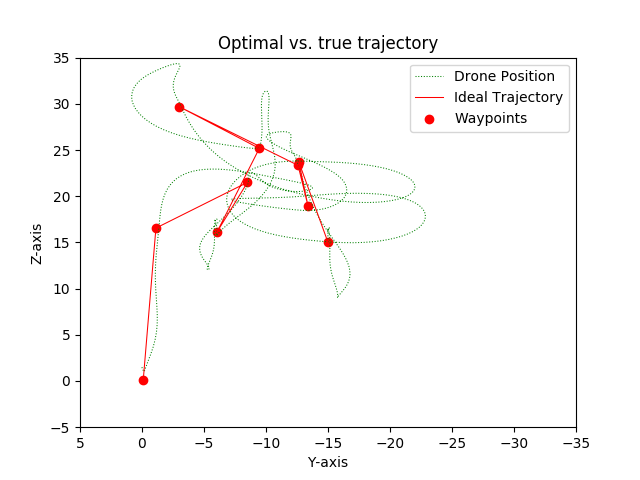 Optimal vs. true trajectory
Drone Position
Ideal Trajectory
Waypoints
35
30
25
20
15
10
5
0
−5
Z-axis
5 0 −5 −10 −15 −20 −25 −30 −35
Y-axis